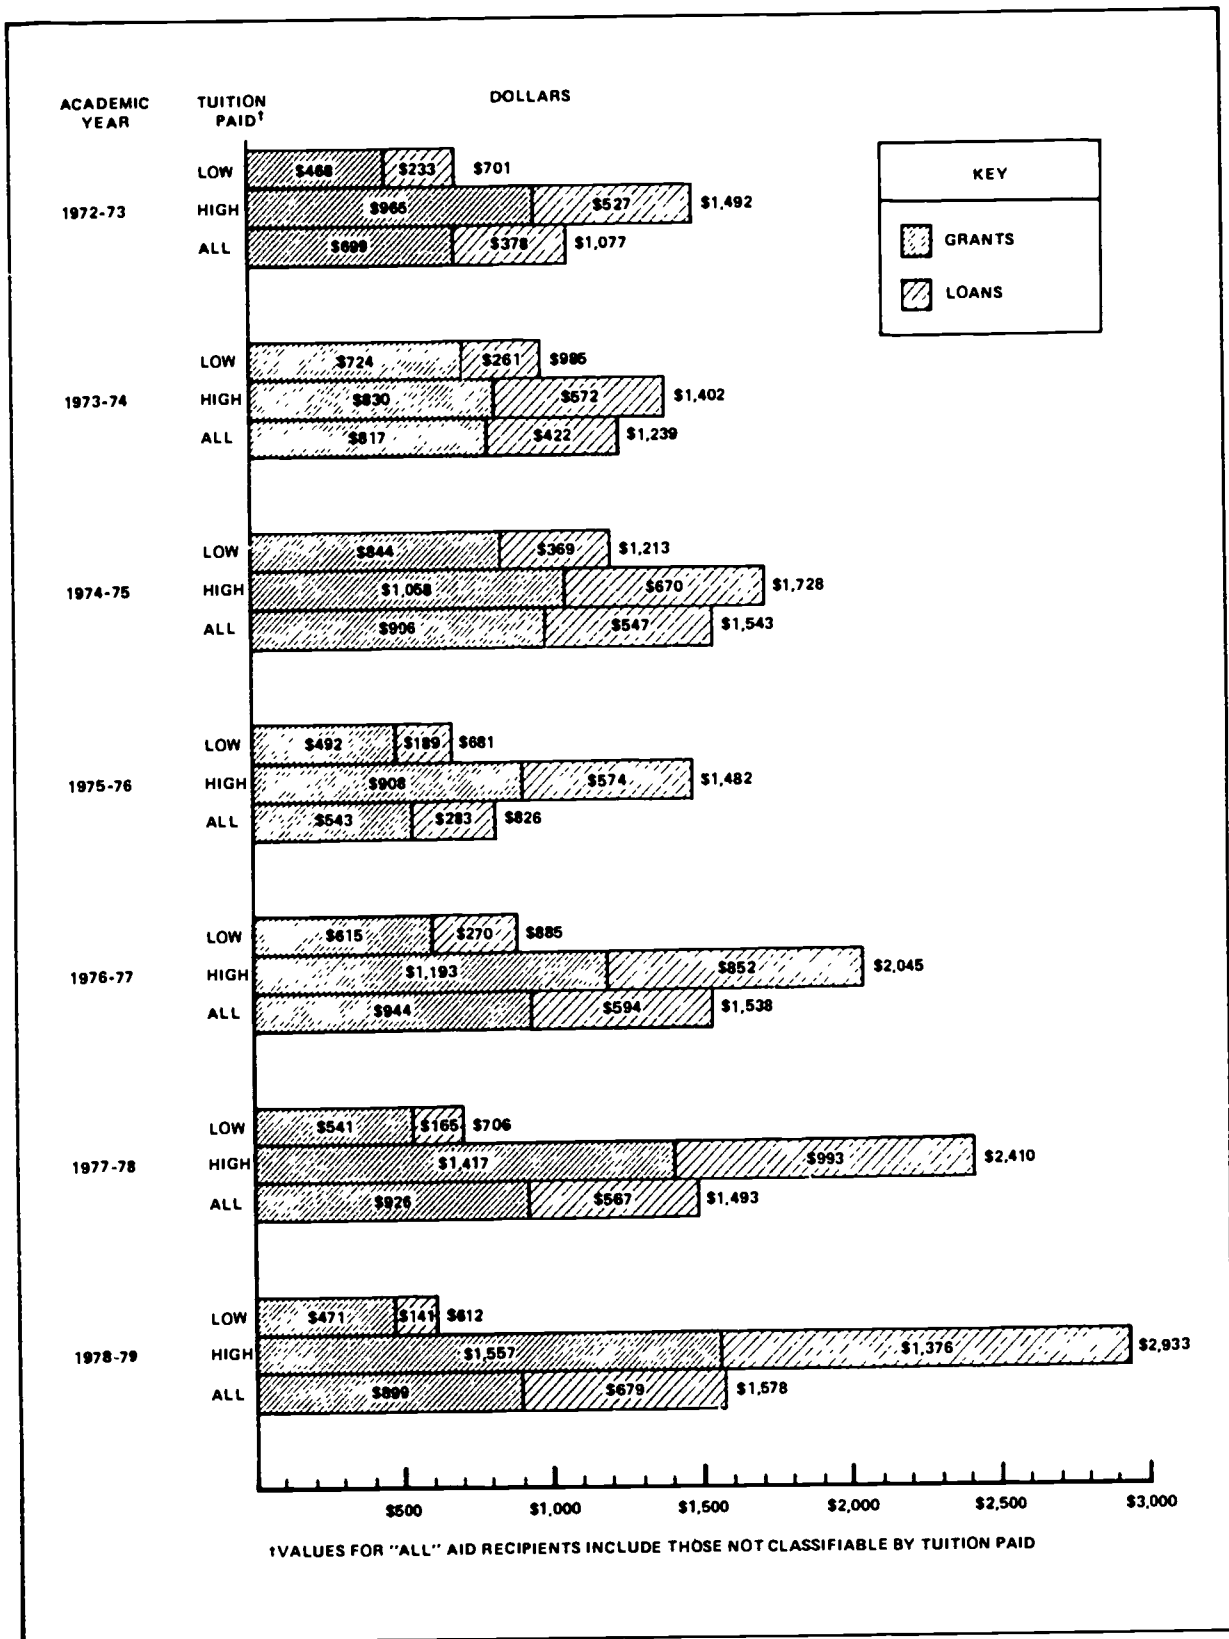 ACADEMIC YEAR
TUITION PAID†
DOLLARS
KEY
GRANTS
LOANS
1972-73
LOW $468 $233 $701
HIGH $965 $527 $1,492
ALL $699 $378 $1,077
1973-74
LOW $724 $261 $985
HIGH $830 $572 $1,402
ALL $817 $422 $1,239
1974-75
LOW $844 $369 $1,213
HIGH $1,058 $670 $1,728
ALL $996 $547 $1,543
1975-76
LOW $492 $189 $681
HIGH $908 $574 $1,482
ALL $543 $283 $826
1976-77
LOW $615 $270 $885
HIGH $1,193 $852 $2,045
ALL $944 $594 $1,538
1977-78
LOW $541 $165 $706
HIGH $1,417 $993 $2,410
ALL $926 $567 $1,493
1978-79
LOW $471 $141 $612
HIGH $1,557 $1,376 $2,933
ALL $899 $679 $1,578
$500 $1,000 $1,500 $2,000 $2,500 $3,000
†VALUES FOR "ALL" AID RECIPIENTS INCLUDE THOSE NOT CLASSIFIABLE BY TUITION PAID